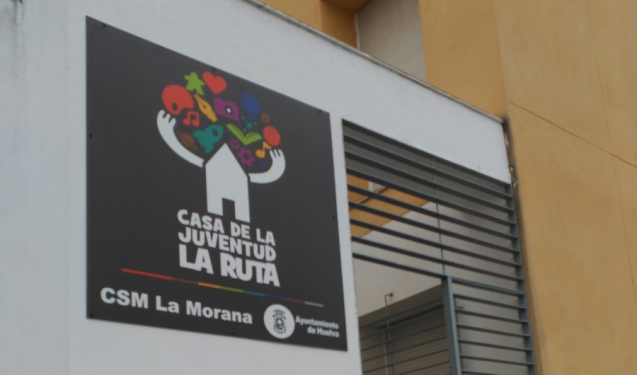 CASA DE LA
JUVENTUD
LA RUTA
CSM La Morana
Ayuntamiento
de Huelva